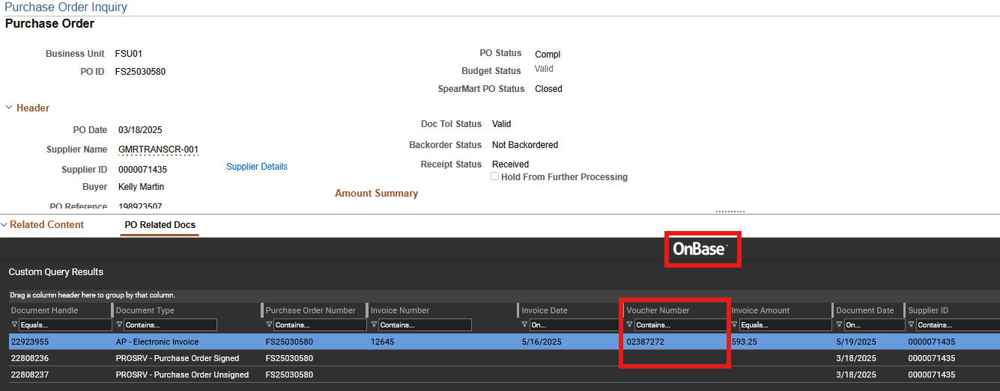 Purchase Order Inquiry
Purchase Order
Business Unit FSU01
PO ID FS25030580
PO Status Compl
Budget Status Valid
SpearMart PO Status Closed
Header
PO Date 03/18/2025
Supplier Name GMRTRANSCR-001
Supplier ID 0000071435
Supplier Details
Buyer Kelly Martin
PO Reference 198923507
Doc Tol Status Valid
Backorder Status Not Backordered
Receipt Status Received
Hold From Further Processing
Amount Summary
Related Content PO Related Docs
OnBase
Custom Query Results
Drag a column header here to group by that column.
Document Handle Document Type Purchase Order Number Invoice Number Invoice Date Voucher Number Invoice Amount Document Date Supplier ID
Equals... Contains... Contains... Contains... On... Contains... Equals... On... Contains...
22923955 AP - Electronic Invoice FS25030580 12645 5/16/2025 02387272 593.25 5/19/2025 0000071435
22808236 PROSRV - Purchase Order Signed FS25030580 3/18/2025 0000071435
22808237 PROSRV - Purchase Order Unsigned FS25030580 3/18/2025 0000071435